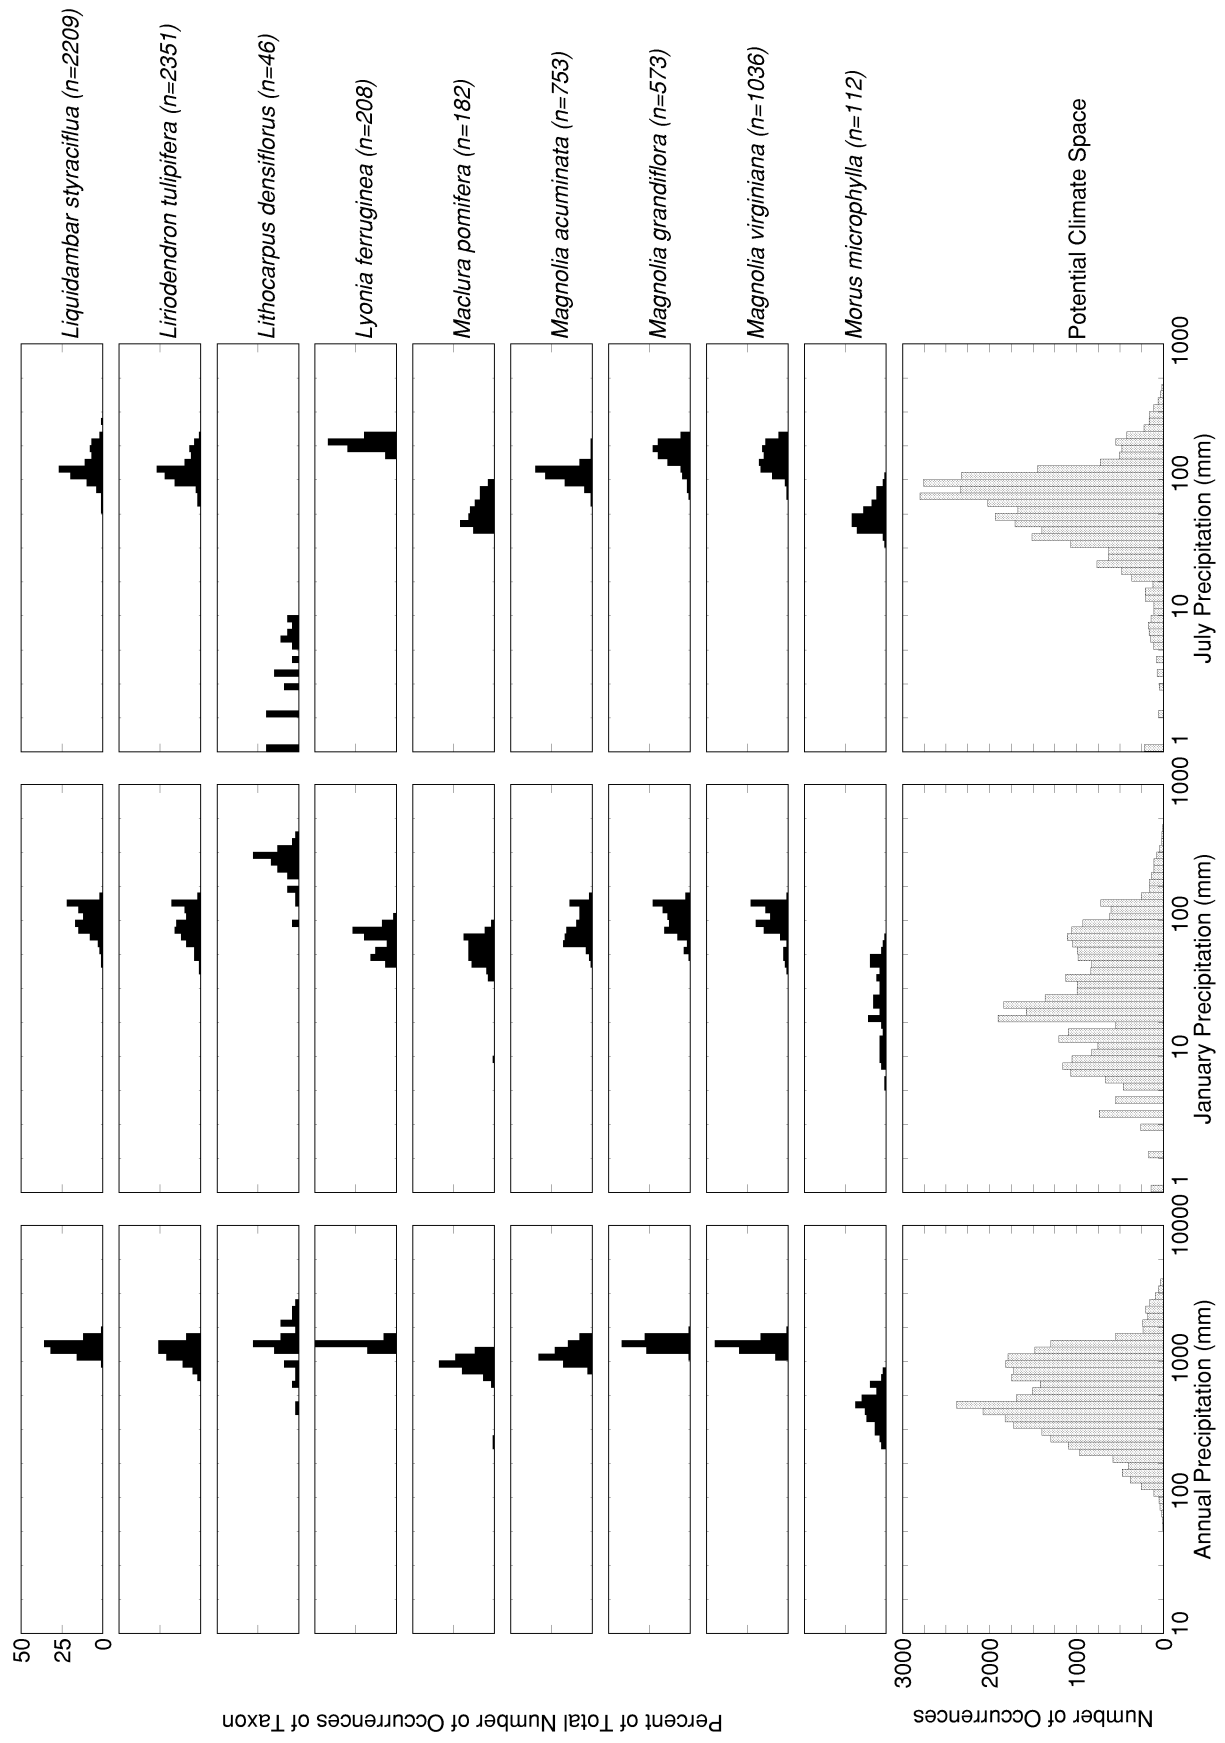 50
25
0
Liquidambar styraciflua (n=2209)
Liriodendron tulipifera (n=2351)
Lithocarpus densiflorus (n=46)
Lyonia ferruginea (n=208)
Maclura pomifera (n=182)
Magnolia acuminata (n=753)
Magnolia grandiflora (n=573)
Magnolia virginiana (n=1036)
Morus microphylla (n=112)
Potential Climate Space
Percent of Total Number of Occurrences of Taxon
Number of Occurrences
3000
2000
1000
0
10 100 1000 10000
Annual Precipitation (mm)
1 10 100 1000
January Precipitation (mm)
1 10 100 1000
July Precipitation (mm)